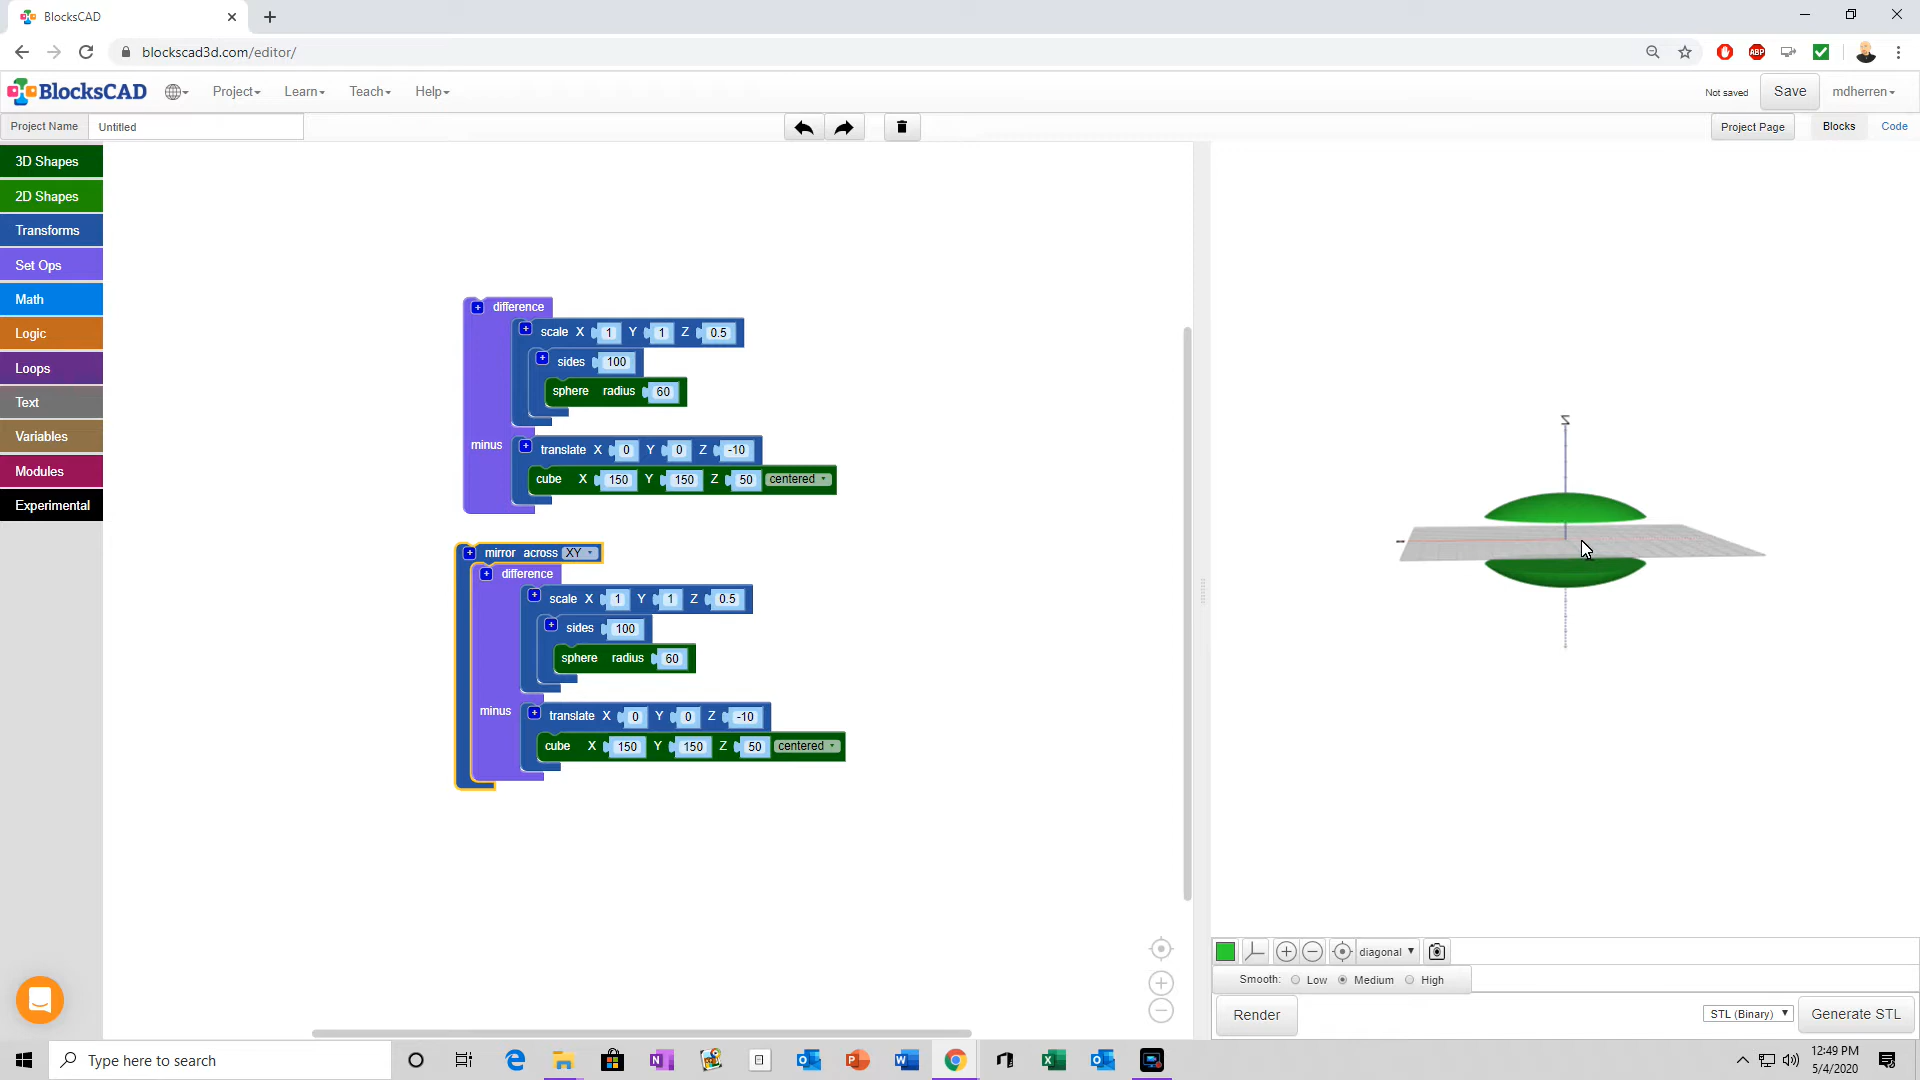 BlocksCAD
blockscad3d.com/editor/
BlocksCAD
Project
Learn
Teach
Help
Not saved
Save
mdherren
Project Name
Untitled
Project Page
Blocks
Code
3D Shapes
2D Shapes
Transforms
Set Ops
Math
Logic
Loops
Text
Variables
Modules
Experimental
difference
scale X 1 Y 1 Z 0.5
sides 100
sphere radius 60
minus
translate X 0 Y 0 Z -10
cube X 150 Y 150 Z 50 centered
mirror across XY
difference
scale X 1 Y 1 Z 0.5
sides 100
sphere radius 60
minus
translate X 0 Y 0 Z -10
cube X 150 Y 150 Z 50 centered
Z
diagonal
Smooth: Low Medium High
Render
STL (Binary)
Generate STL
Type here to search
12:49 PM
5/4/2020